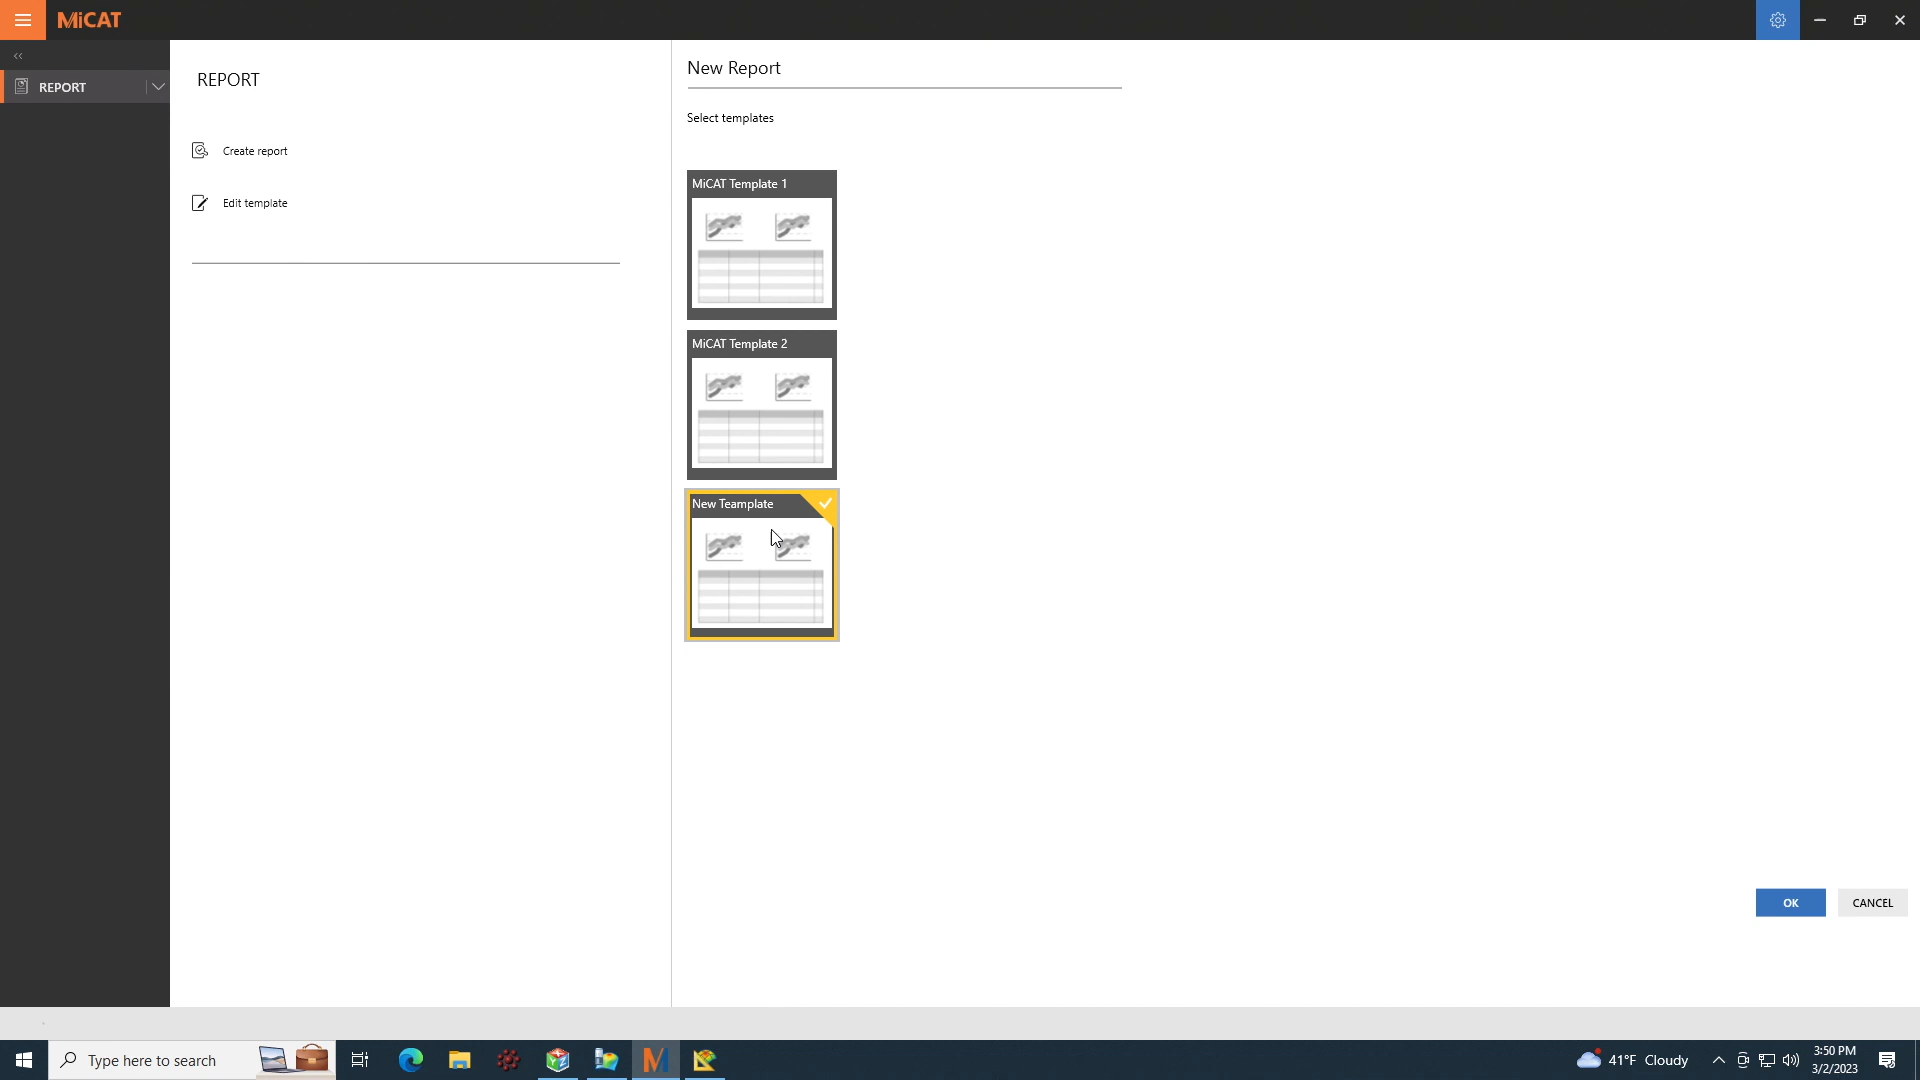 MiCAT
REPORT
REPORT
Create report
Edit template
New Report
Select templates
MiCAT Template 1
MiCAT Template 2
New Teamplate
OK
CANCEL
Type here to search
41°F Cloudy
3:50 PM
3/2/2023